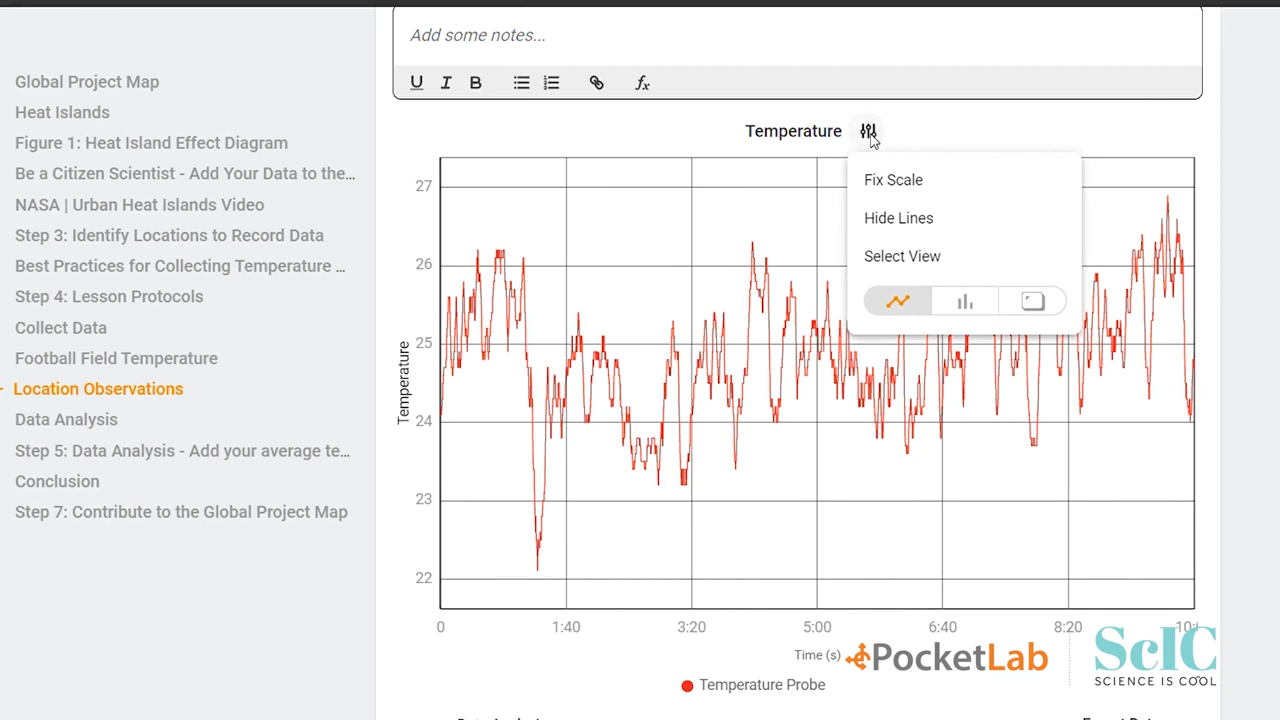 Add some notes...
U I B fx
Global Project Map
Heat Islands
Figure 1: Heat Island Effect Diagram
Be a Citizen Scientist - Add Your Data to the...
NASA | Urban Heat Islands Video
Step 3: Identify Locations to Record Data
Best Practices for Collecting Temperature ...
Step 4: Lesson Protocols
Collect Data
Football Field Temperature
Location Observations
Data Analysis
Step 5: Data Analysis - Add your average te...
Conclusion
Step 7: Contribute to the Global Project Map
Temperature
Fix Scale
Hide Lines
Select View
27
26
25
24
23
22
Temperature
0 1:40 3:20 5:00 6:40 8:20
Time (s)
PocketLab
ScIC
SCIENCE IS COOL
Temperature Probe